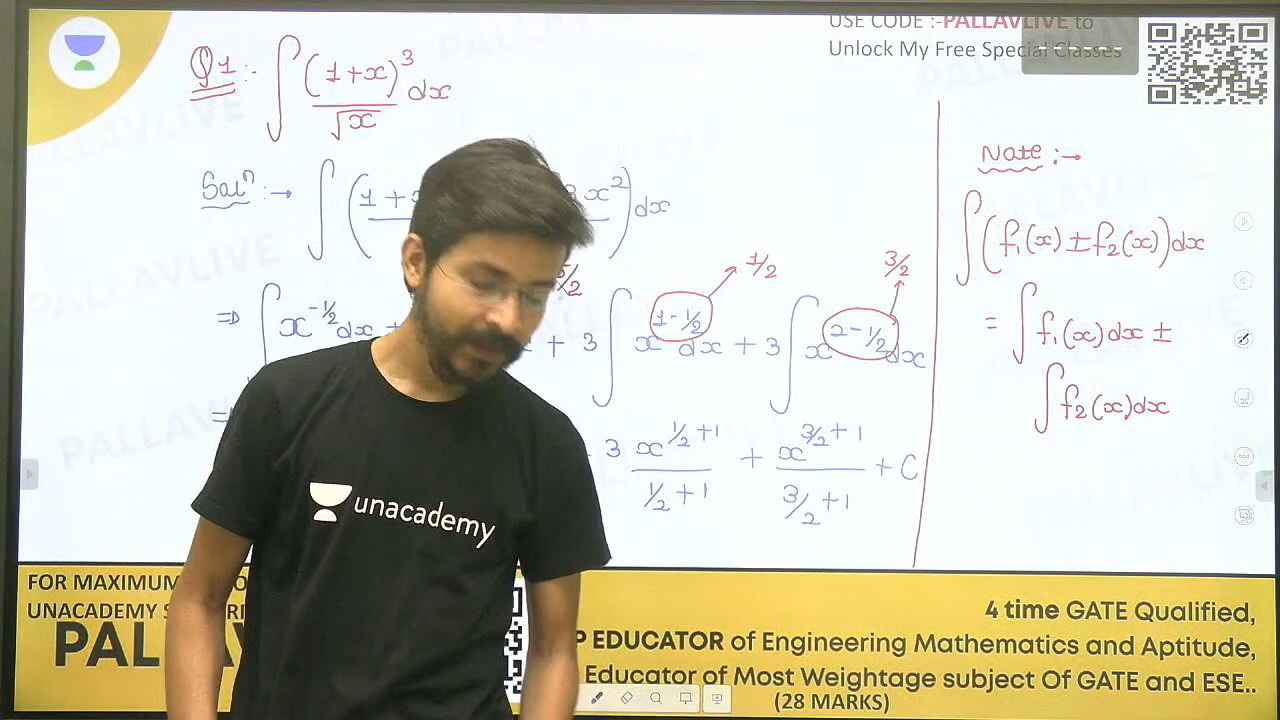 USE CODE :-PALLAVLIVE to
Unlock My Free Special Classes
Q1 :- ∫ (1+x)³ / √x dx
Solⁿ :→ ∫ (1 + x² ) dx
⇒ ∫ x^-1/2 dx + 3 ∫ x^1-1/2 dx + 3 ∫ x^2-1/2 dx
1/2
3/2
⇒ 3 x^1/2+1 / 1/2+1 + x^3/2+1 / 3/2+1 + C
Note :→
∫ (f₁(x) ± f₂(x)) dx
= ∫ f₁(x) dx ±
∫ f₂(x) dx
unacademy
FOR MAXIMUM
UNACADEMY
PAL
4 time GATE Qualified,
P EDUCATOR of Engineering Mathematics and Aptitude,
Educator of Most Weightage subject Of GATE and ESE..
(28 MARKS)